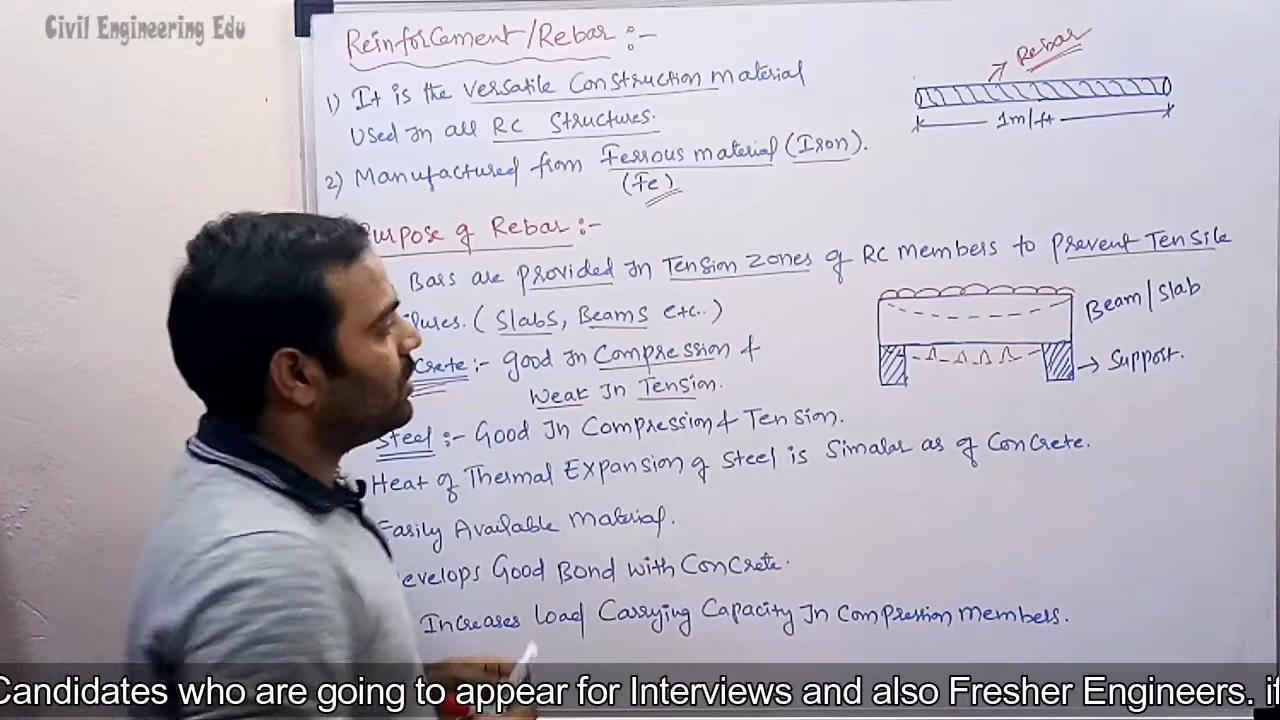 Civil Engineering Edu
Reinforcement/Rebar :-
1) It is the versatile Construction material
Used In all RC Structures.
2) Manufactured from Ferrous material (Iron).
(Fe)
Rebar
1m/ft
Purpose of Rebar :-
Bars are provided In Tension zones of RC members to prevent Tensile
(Slabs, Beams etc..)
:- Good In Compression &
Weak In Tension.
Beam/Slab
Support.
Steel :- Good In Compression & Tension.
Heat of Thermal Expansion of Steel is Simalar as of Concrete.
Easily Available Material.
evelops Good Bond with Concrete.
Increases Load Carrying Capacity In Compression members.
Candidates who are going to appear for Interviews and also Fresher Engineers. if